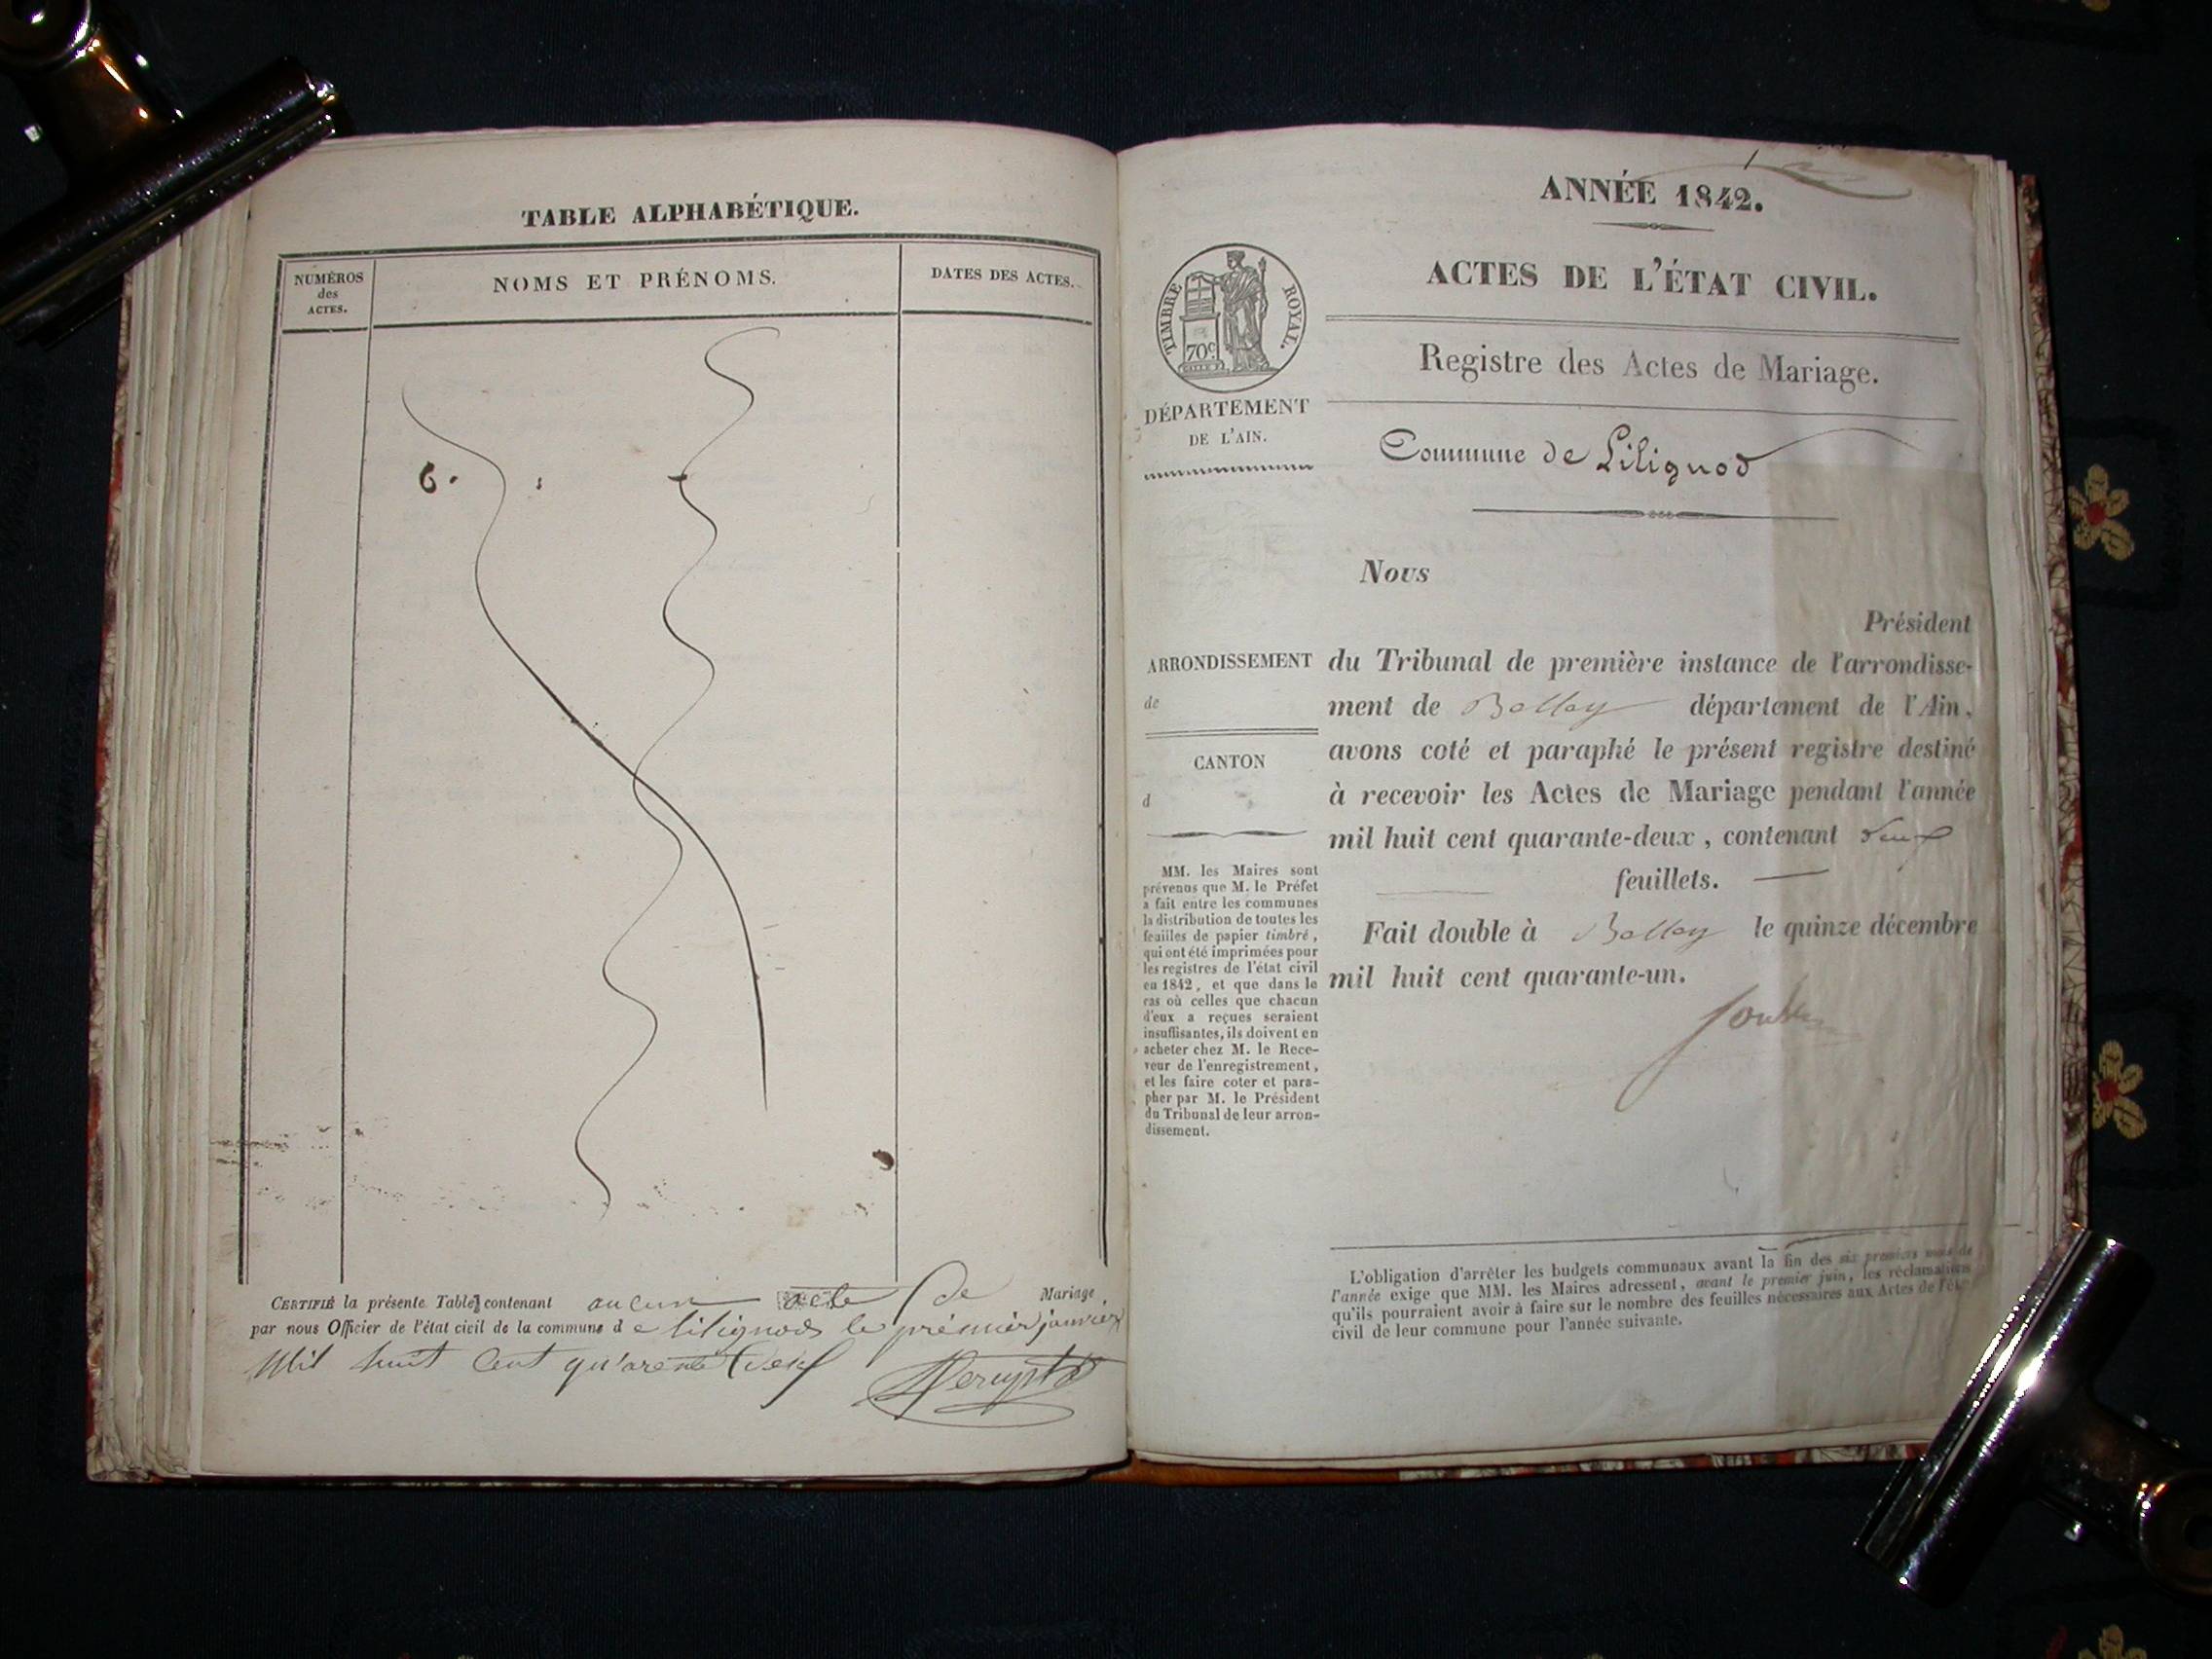 TABLE ALPHABÉTIQUE.
NUMÉROS
des
ACTES.
NOMS ET PRÉNOMS.
DATES DES ACTES.
CERTIFIÉ la présente Table contenant aucun acte de Mariage
par nous Officier de l'état civil de la commune d e lilignod le premier janvier
Mil huit Cent qu'arente deux
ANNÉE 1842.
ACTES DE L'ÉTAT CIVIL.
TIMBRE ROYAL.
70c
Registre des Actes de Mariage.
DÉPARTEMENT
DE L'AIN.
Commune de Lilignod
Nous
Président
ARRONDISSEMENT
de
CANTON
d
du Tribunal de première instance de l'arrondisse-
ment de Belley département de l'Ain,
avons coté et paraphé le présent registre destiné
à recevoir les Actes de Mariage pendant l'année
mil huit cent quarante-deux, contenant deux
feuillets.
Fait double à Belley le quinze décembre
mil huit cent quarante-un.
MM. les Maires sont
prévenus que M. le Préfet
a fait entre les communes
la distribution de toutes les
feuilles de papier timbré,
qui ont été imprimées pour
les registres de l'état civil
en 1842, et que dans le
cas où celles que chacun
d'eux a reçues seraient
insuffisantes, ils doivent en
acheter chez M. le Rece-
veur de l'enregistrement,
et les faire coter et para-
pher par M. le Président
du Tribunal de leur arron-
dissement.
L'obligation d'arrêter les budgets communaux avant la fin des six premiers mois de
l'année exige que MM. les Maires adressent, avant le premier juin, les réclamations
qu'ils pourraient avoir à faire sur le nombre des feuilles nécessaires aux Actes de l'état
civil de leur commune pour l'année suivante.